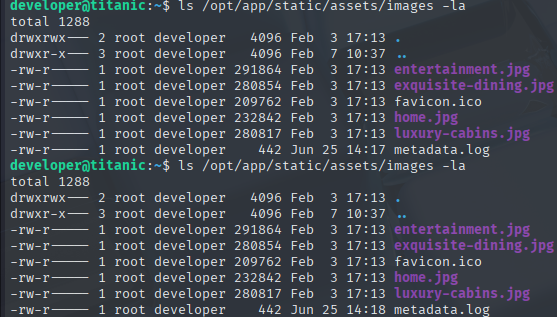 developer@titanic:~$ ls /opt/app/static/assets/images -la
total 1288
drwxrwx--- 2 root developer   4096 Feb  3 17:13 .
drwxr-x--- 3 root developer   4096 Feb  7 10:37 ..
-rw-r----- 1 root developer 291864 Feb  3 17:13 entertainment.jpg
-rw-r----- 1 root developer 280854 Feb  3 17:13 exquisite-dining.jpg
-rw-r----- 1 root developer 209762 Feb  3 17:13 favicon.ico
-rw-r----- 1 root developer 232842 Feb  3 17:13 home.jpg
-rw-r----- 1 root developer 280817 Feb  3 17:13 luxury-cabins.jpg
-rw-r----- 1 root developer    442 Jun 25 14:17 metadata.log
developer@titanic:~$ ls /opt/app/static/assets/images -la
total 1288
drwxrwx--- 2 root developer   4096 Feb  3 17:13 .
drwxr-x--- 3 root developer   4096 Feb  7 10:37 ..
-rw-r----- 1 root developer 291864 Feb  3 17:13 entertainment.jpg
-rw-r----- 1 root developer 280854 Feb  3 17:13 exquisite-dining.jpg
-rw-r----- 1 root developer 209762 Feb  3 17:13 favicon.ico
-rw-r----- 1 root developer 232842 Feb  3 17:13 home.jpg
-rw-r----- 1 root developer 280817 Feb  3 17:13 luxury-cabins.jpg
-rw-r----- 1 root developer    442 Jun 25 14:18 metadata.log